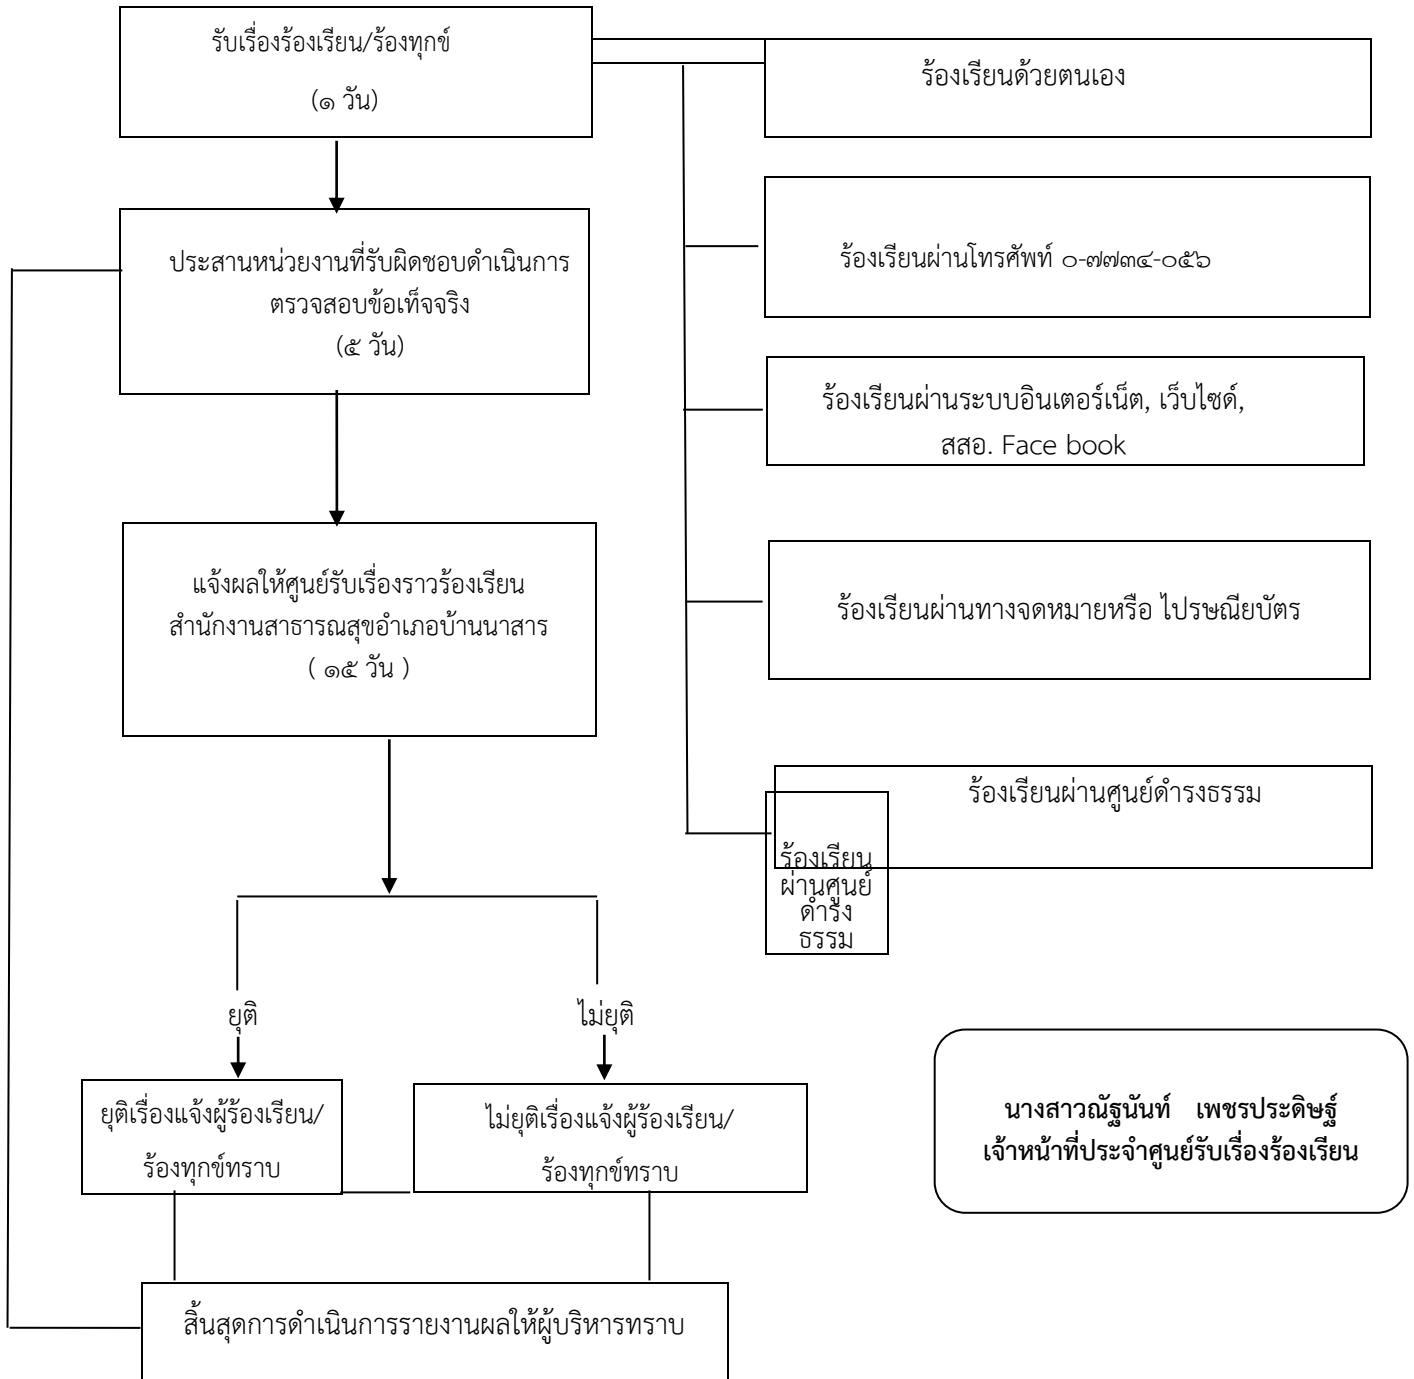 รับเรื่องร้องเรียน/ร้องทุกข์
(๑ วัน)
ร้องเรียนด้วยตนเอง
ประสานหน่วยงานที่รับผิดชอบดำเนินการ
ตรวจสอบข้อเท็จจริง
(๕ วัน)
ร้องเรียนผ่านโทรศัพท์ ๐-๗๗๓๔-๐๕๖
ร้องเรียนผ่านระบบอินเตอร์เน็ต, เว็บไซด์,
สสอ. Face book
แจ้งผลให้ศูนย์รับเรื่องราวร้องเรียน
สำนักงานสาธารณสุขอำเภอบ้านนาสาร
( ๑๕ วัน )
ร้องเรียนผ่านทางจดหมายหรือ ไปรษณียบัตร
ร้องเรียนผ่านศูนย์ดำรงธรรม
ร้องเรียน
ผ่านศูนย์
ดำรง
ธรรม
ยุติ
ไม่ยุติ
ยุติเรื่องแจ้งผู้ร้องเรียน/
ร้องทุกข์ทราบ
ไม่ยุติเรื่องแจ้งผู้ร้องเรียน/
ร้องทุกข์ทราบ
นางสาวณัฐนันท์ เพชรประดิษฐ์
เจ้าหน้าที่ประจำศูนย์รับเรื่องร้องเรียน
สิ้นสุดการดำเนินการรายงานผลให้ผู้บริหารทราบ